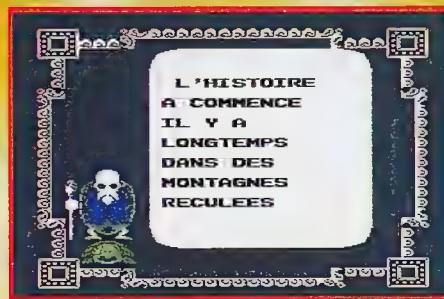 L'HISTOIRE
A COMMENCE
IL Y A
LONGTEMPS
DANS DES
MONTAGNES
RECULEES